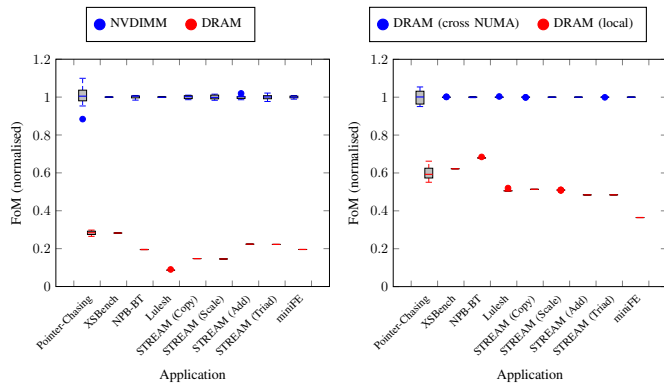 NVDIMM DRAM
1.2
1
0.8
0.6
0.4
0.2
0
FoM (normalised)
Pointer-Chasing
XSBench
NPB-BT
Lulesh
STREAM (Copy)
STREAM (Scale)
STREAM (Add)
STREAM (Triad)
miniFE
Application
DRAM (cross NUMA) DRAM (local)
1.2
1
0.8
0.6
0.4
0.2
0
FoM (normalised)
Pointer-Chasing
XSBench
NPB-BT
Lulesh
STREAM (Copy)
STREAM (Scale)
STREAM (Add)
STREAM (Triad)
miniFE
Application